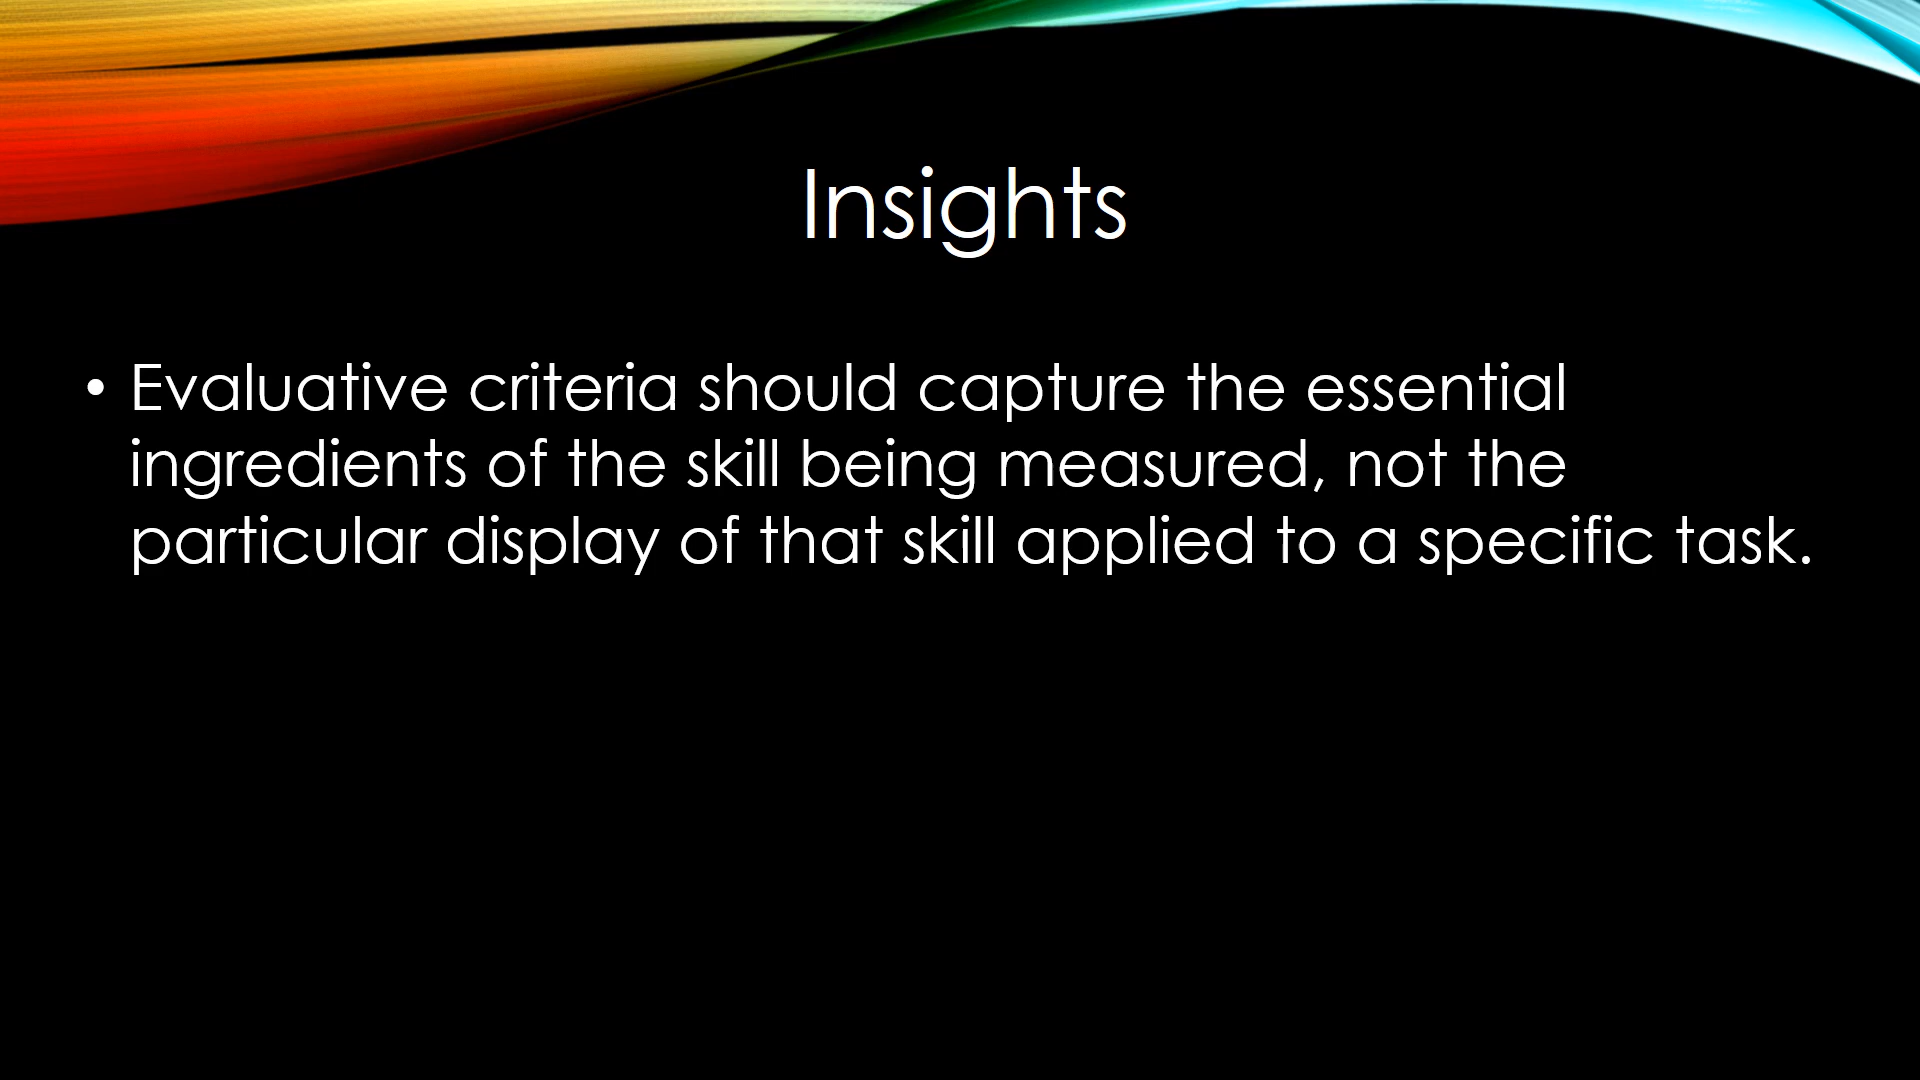 Insights
• Evaluative criteria should capture the essential
ingredients of the skill being measured, not the
particular display of that skill applied to a specific task.